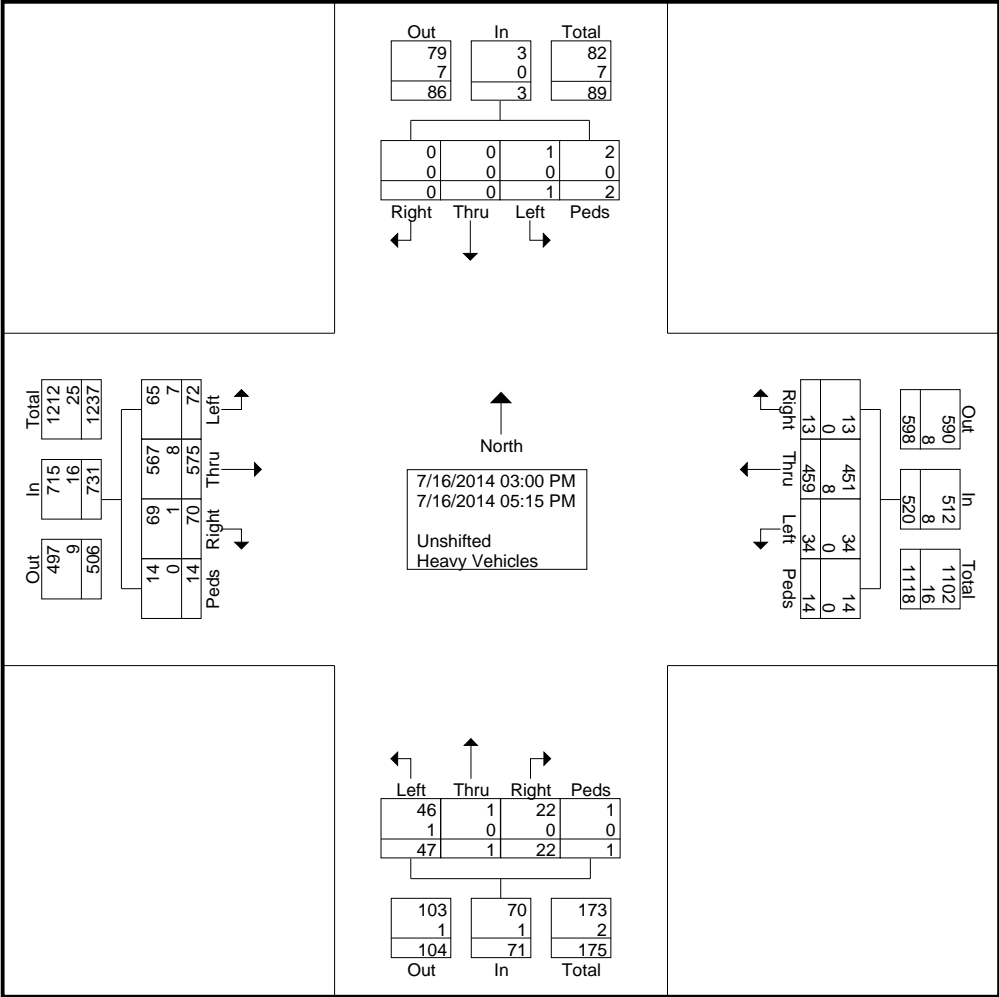 Out In Total
79 3 82
7 0 7
86 3 89
0 0 1 2
0 0 0 0
0 0 1 2
Right Thru Left Peds
Total
1212
25
1237
In
715
16
731
Out
497
9
506
65 7 72 Left
567 8 575 Thru
69 1 70 Right
14 0 14 Peds
North
7/16/2014 03:00 PM
7/16/2014 05:15 PM
Unshifted
Heavy Vehicles
Right 13 0 13
Thru 459 8 451
Left 34 0 34
Peds 14 0 14
Out
590
8
598
In
512
8
520
Total
1102
16
1118
Left Thru Right Peds
46 1 22 1
1 0 0 0
47 1 22 1
103 70 173
1 1 2
104 71 175
Out In Total